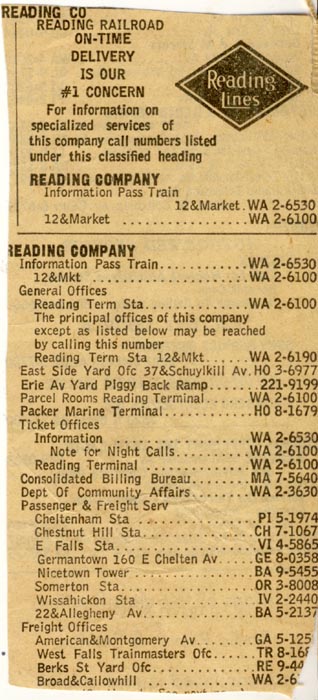 READING CO
READING RAILROAD
ON-TIME
DELIVERY
IS OUR
#1 CONCERN
Reading
Lines
For information on
specialized services of
this company call numbers listed
under this classified heading
READING COMPANY
Information Pass Train
12&Market. WA 2-6530
12&Market ................WA 2-6100
READING COMPANY
Information Pass Train..........WA 2-6530
12&Mkt ....................WA 2-6100
General Offices
Reading Term Sta............WA 2-6100
The principal offices of this company
except as listed below may be reached
by calling this number
Reading Term Sta 12&Mkt.....WA 2-6190
East Side Yard Ofc 37&Schuylkill Av.HO 3-6977
Erie Av Yard Piggy Back Ramp.......221-9199
Parcel Rooms Reading Terminal.....WA 2-6100
Packer Marine Terminal..........HO 8-1679
Ticket Offices
Information ................WA 2-6530
Note for Night Calls.........WA 2-6100
Reading Terminal ............WA 2-6100
Consolidated Billing Bureau.......MA 7-5640
Dept Of Community Affairs........WA 2-3630
Passenger & Freight Serv
Cheltenham Sta ..............PI 5-1974
Chestnut Hill Sta.............CH 7-1067
E Falls Sta .................VI 4-5865
Germantown 160 E Chelten Av....GE 8-0358
Nicetown Tower ..............BA 9-5455
Somerton Sta ...............OR 3-8008
Wissahickon Sta ..............IV 2-2440
22&Allegheny Av..............BA 5-2137
Freight Offices
American&Montgomery Av.......GA 5-125
West Falls Trainmasters Ofc.....TR 8-16
Berks St Yard Ofc.............RE 9-44
Broad&Callowhill .............WA 2-6